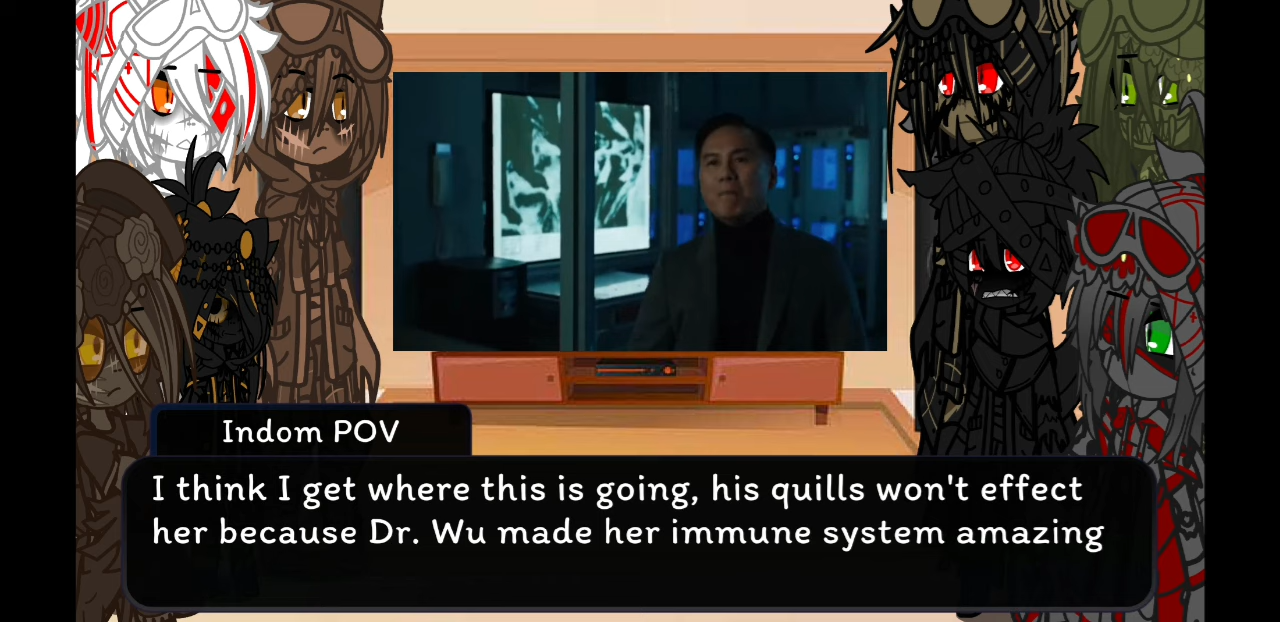 Indom POV
I think I get where this is going, his quills won't effect
her because Dr. Wu made her immune system amazing